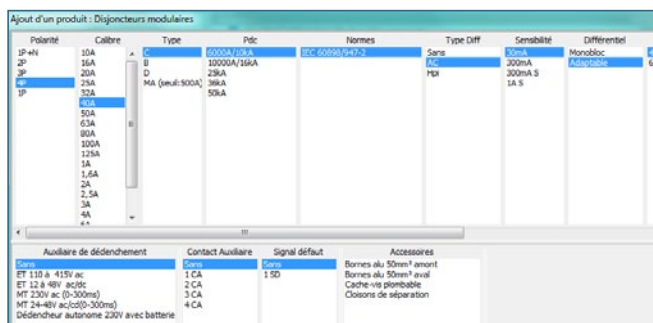 Ajout d'un produit : Disjoncteurs modulaires
Polarité Calibre Type Pdc Normes Type Diff Sensibilité Différentiel
1P+N 10A C 6000A/10kA IEC 60898/947-2 Sans 30mA Monobloc 4
2P 16A B 10000A/16kA AC 300mA Adaptable 6
3P 20A D 25kA Hpi 300mA S
4P 25A MA (seuil:500A) 36kA 1A S
1P 32A 50kA
40A
50A
63A
80A
100A
125A
1A
1,6A
2A
2,5A
3A
4A
Auxiliaire de déclenchement Contact Auxiliaire Signal défaut Accessoires
Sans Sans Sans Bornes alu 50mm² amont
ET 110 à 415V ac 1 CA 1 SD Bornes alu 50mm² aval
ET 12 à 48V ac/dc 2 CA Cache-vis plombable
MT 230V ac (0-300ms) 3 CA Cloisons de séparation
MT 24-48V ac/cd(0-300ms) 4 CA
Déclencheur autonome 230V avec batterie